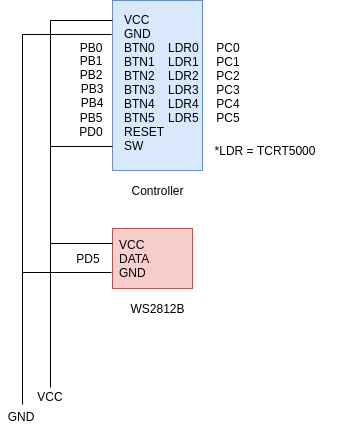 VCC
GND
PB0 BTN0 LDR0 PC0
PB1 BTN1 LDR1 PC1
PB2 BTN2 LDR2 PC2
PB3 BTN3 LDR3 PC3
PB4 BTN4 LDR4 PC4
PB5 BTN5 LDR5 PC5
PD0 RESET
SW
*LDR = TCRT5000
Controller
VCC
PD5 DATA
GND
WS2812B
VCC
GND